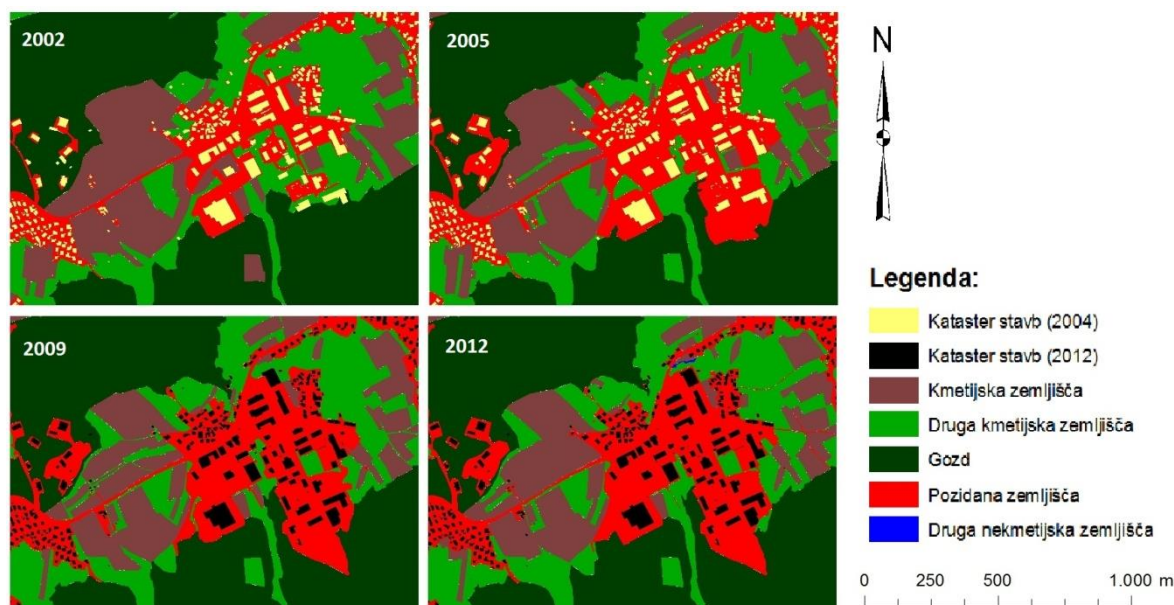 2002
2005
2009
2012
N
Legenda:
Kataster stavb (2004)
Kataster stavb (2012)
Kmetijska zemljišča
Druga kmetijska zemljišča
Gozd
Pozidana zemljišča
Druga nekmetijska zemljišča
0 250 500 1.000 m